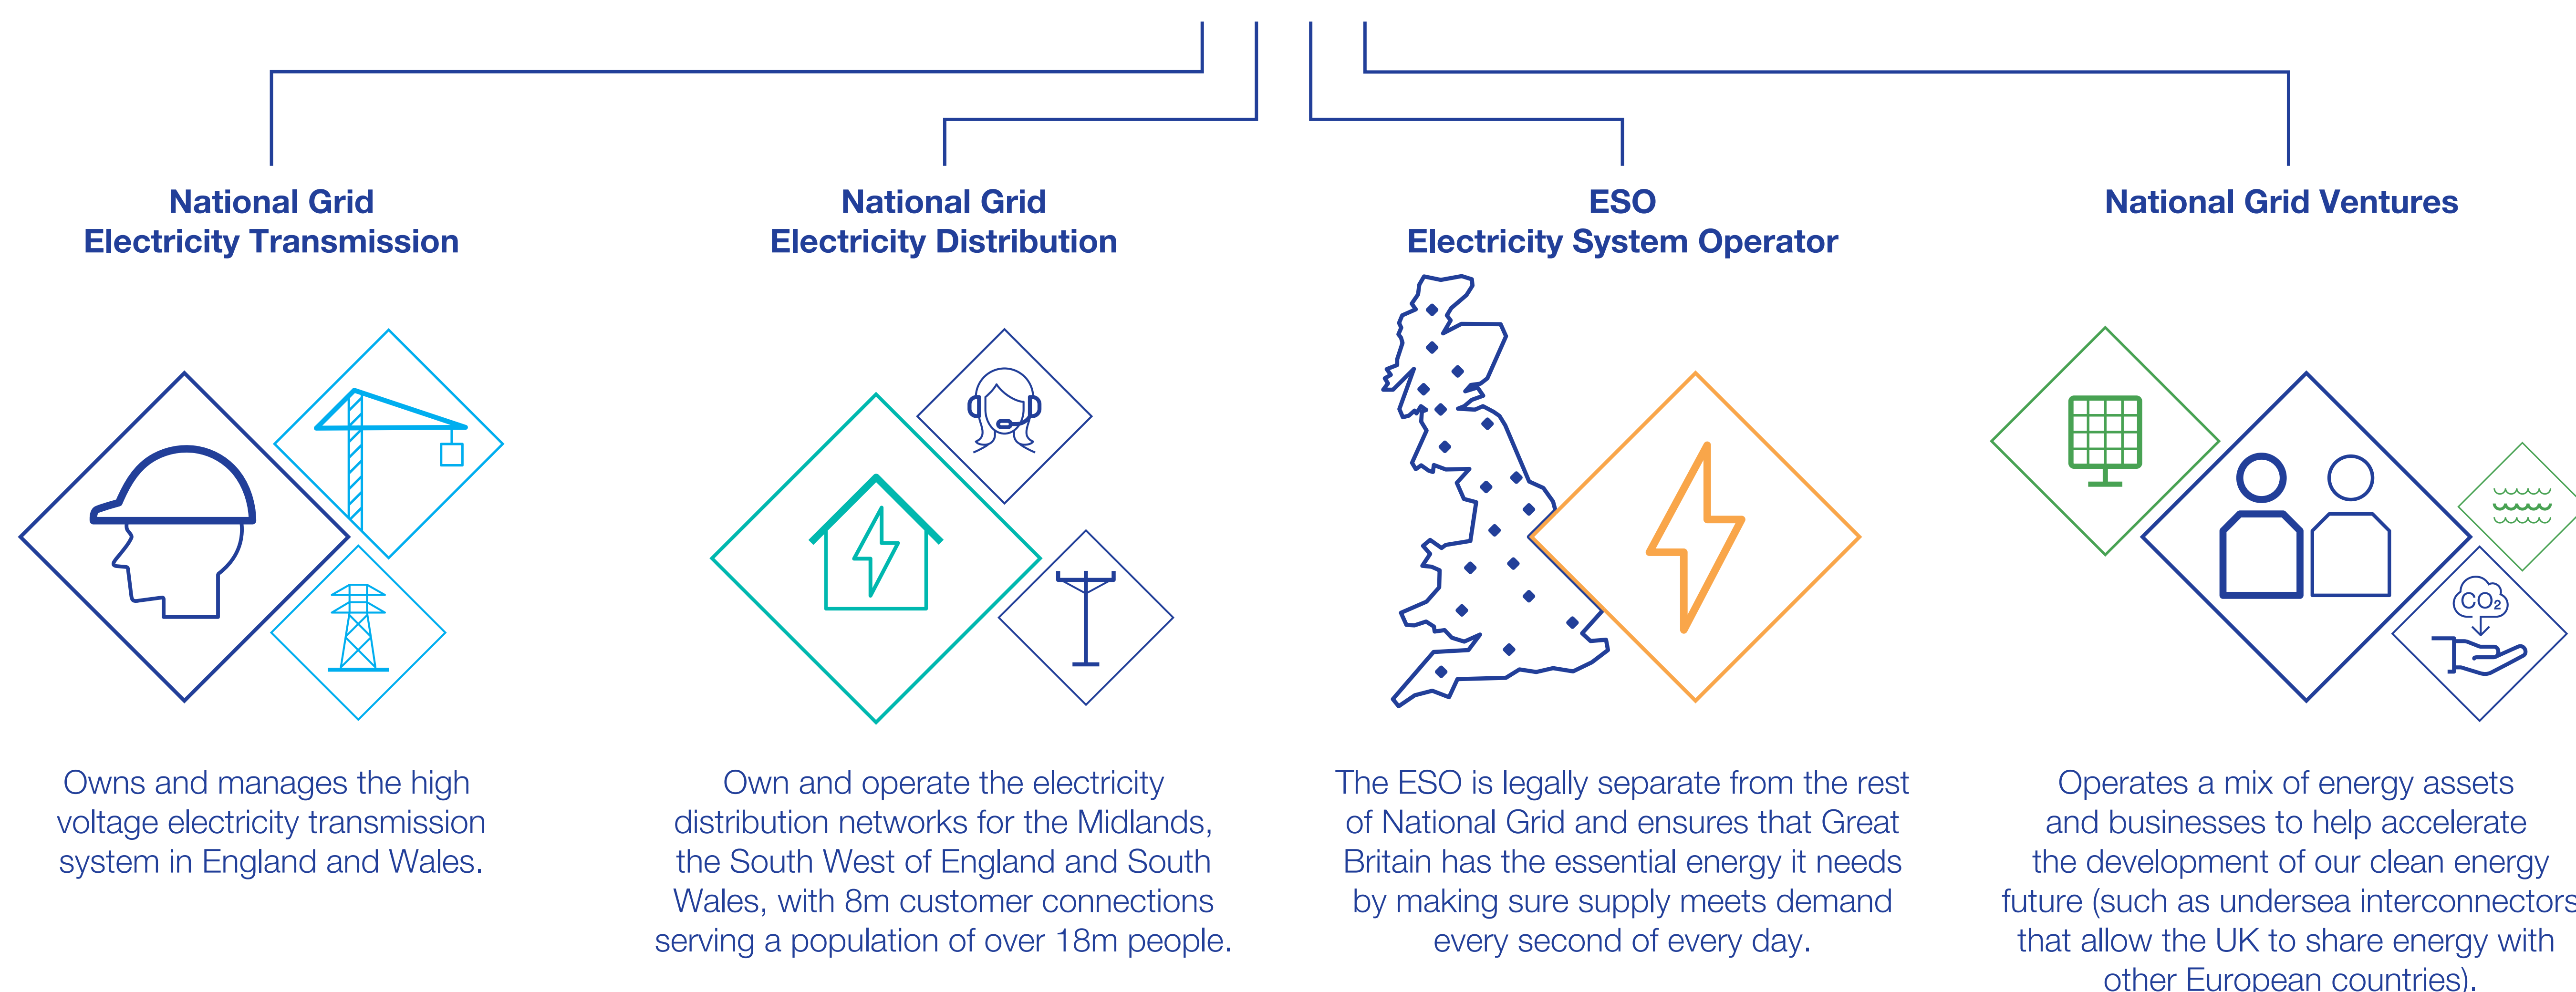 National Grid
Electricity Transmission
National Grid
Electricity Distribution
ESO
Electricity System Operator
National Grid Ventures
CO₂
Owns and manages the high
voltage electricity transmission
system in England and Wales.
Own and operate the electricity
distribution networks for the Midlands,
the South West of England and South
Wales, with 8m customer connections
serving a population of over 18m people.
The ESO is legally separate from the rest
of National Grid and ensures that Great
Britain has the essential energy it needs
by making sure supply meets demand
every second of every day.
Operates a mix of energy assets
and businesses to help accelerate
the development of our clean energy
future (such as undersea interconnectors
that allow the UK to share energy with
other European countries).